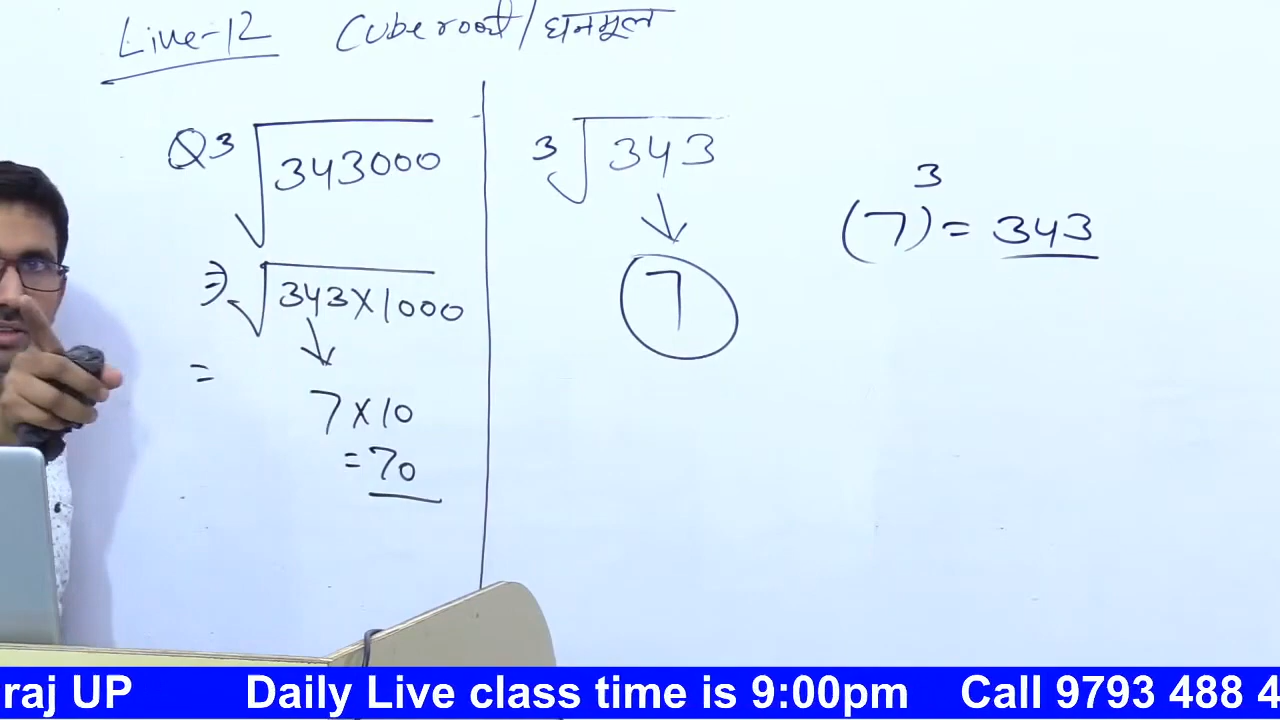 Live-12 Cube root/घनमूल
Q ³√343000
³√343×1000
=
7×10
=70
³√343
7
(7)³ = 343
raj UP Daily Live class time is 9:00pm Call 9793 488 4